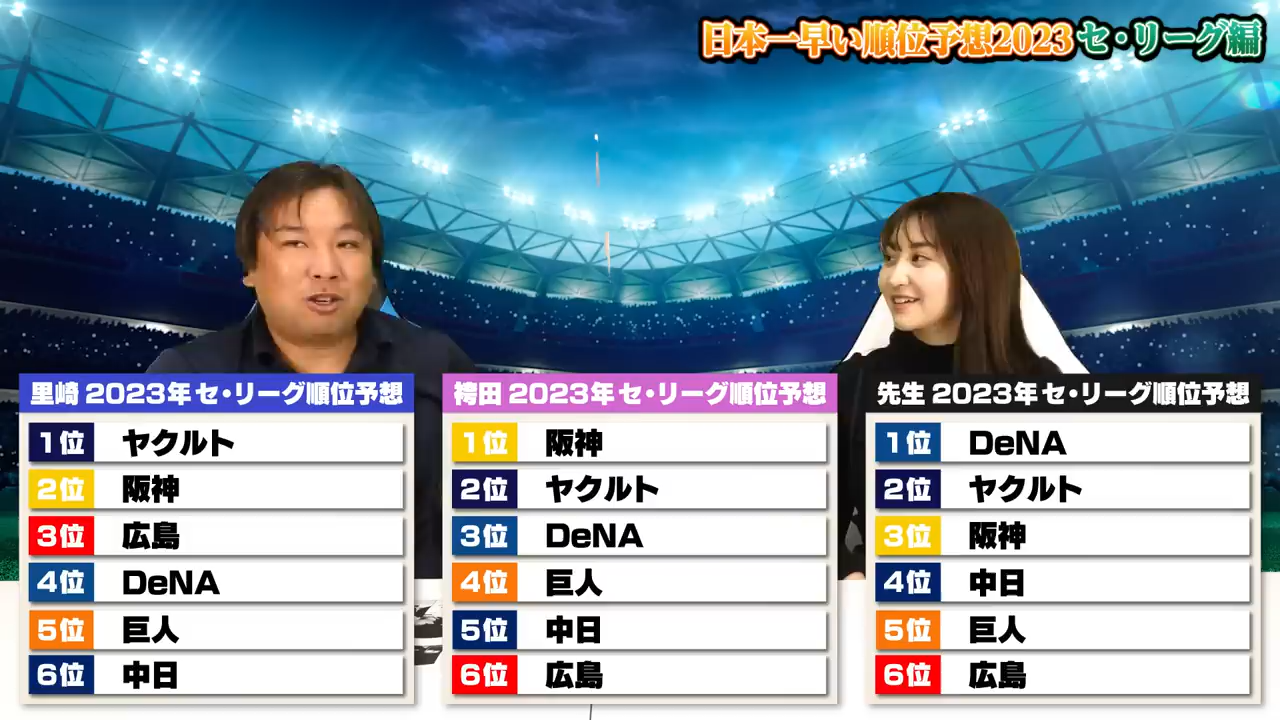 日本一早い順位予想2023 セ・リーグ編
里崎 2023年 セ・リーグ順位予想
1位 ヤクルト
2位 阪神
3位 広島
4位 DeNA
5位 巨人
6位 中日
袴田 2023年 セ・リーグ順位予想
1位 阪神
2位 ヤクルト
3位 DeNA
4位 巨人
5位 中日
6位 広島
先生 2023年 セ・リーグ順位予想
1位 DeNA
2位 ヤクルト
3位 阪神
4位 中日
5位 巨人
6位 広島